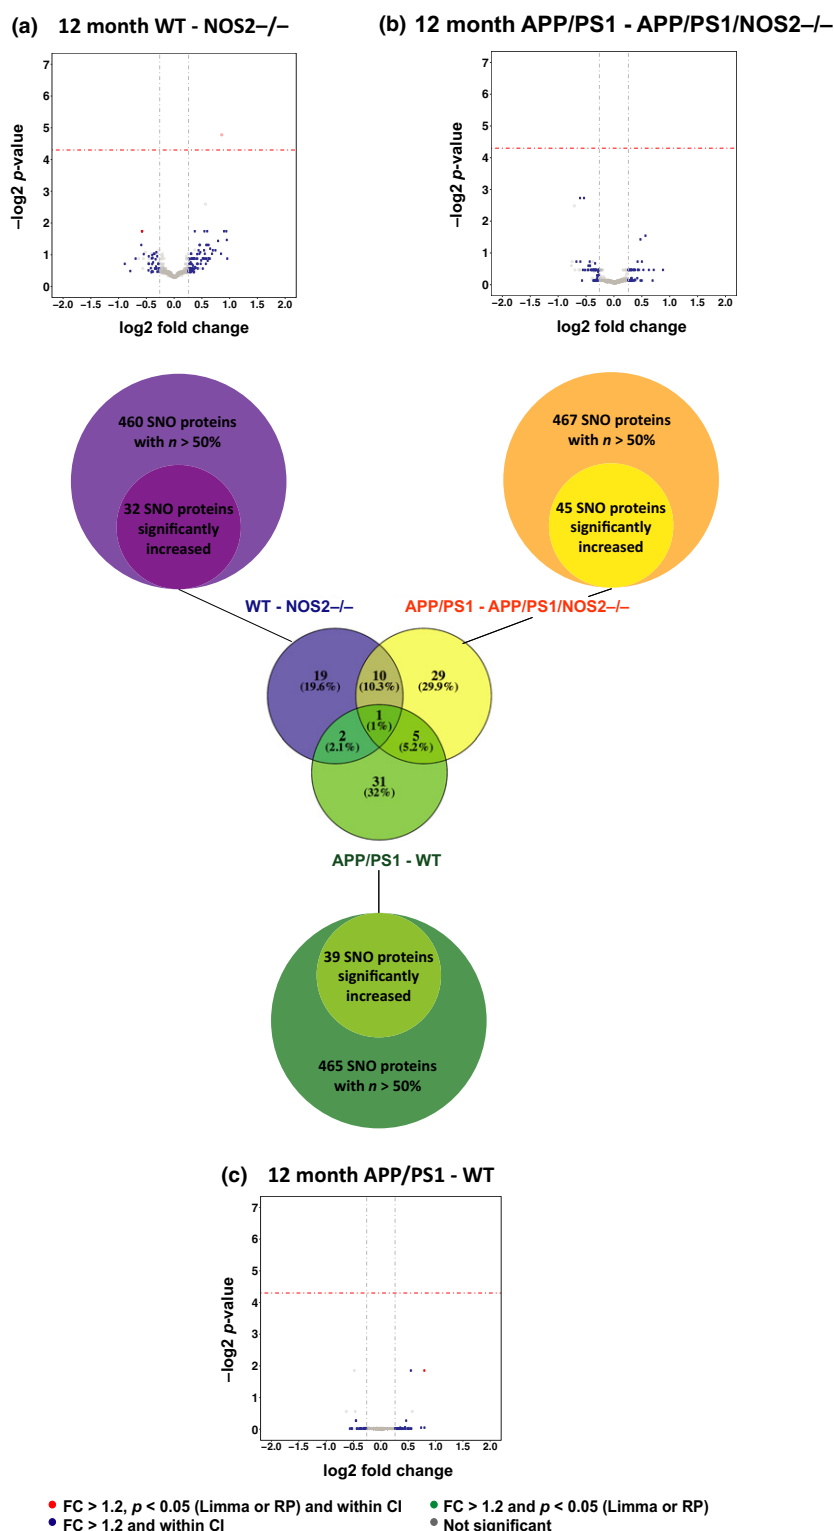 (a) 12 month WT - NOS2–/–
(b) 12 month APP/PS1 - APP/PS1/NOS2–/–
7
6
5
4
3
2
1
0
–log2 p-value
–2.0 –1.5 –1.0 –0.5 0.0 0.5 1.0 1.5 2.0
log2 fold change
7
6
5
4
3
2
1
0
–log2 p-value
–2.0 –1.5 –1.0 –0.5 0.0 0.5 1.0 1.5 2.0
log2 fold change
460 SNO proteins
with n > 50%
32 SNO proteins
significantly
increased
467 SNO proteins
with n > 50%
45 SNO proteins
significantly
increased
WT - NOS2–/–
APP/PS1 - APP/PS1/NOS2–/–
19
(19.6%)
10
(10.3%)
29
(29.9%)
1
(1%)
2
(2.1%)
5
(5.2%)
31
(32%)
APP/PS1 - WT
39 SNO proteins
significantly
increased
465 SNO proteins
with n > 50%
(c) 12 month APP/PS1 - WT
7
6
5
4
3
2
1
0
–log2 p-value
–2.0 –1.5 –1.0 –0.5 0.0 0.5 1.0 1.5 2.0
log2 fold change
FC > 1.2, p < 0.05 (Limma or RP) and within CI
FC > 1.2 and p < 0.05 (Limma or RP)
FC > 1.2 and within CI
Not significant